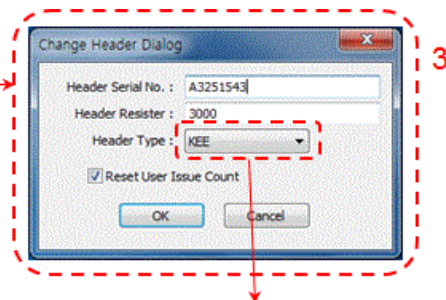 Change Header Dialog
3
Header Serial No. : A3251543
Header Resister : 3000
Header Type : KEE
Reset User Issue Count
OK Cancel